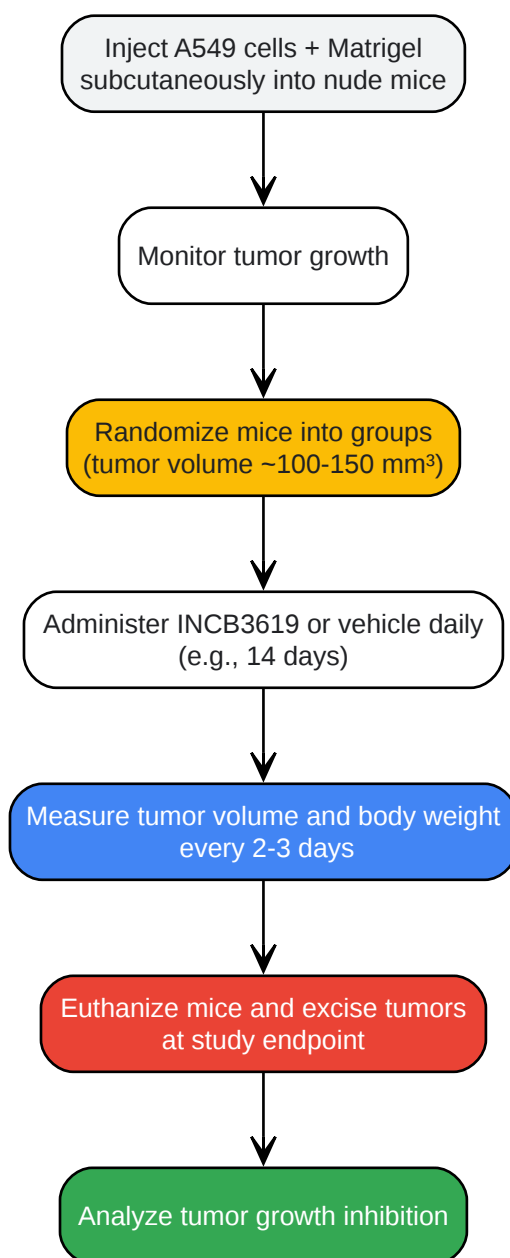 Inject A549 cells + Matrigel
subcutaneously into nude mice
Monitor tumor growth
Randomize mice into groups
(tumor volume ~100-150 mm³)
Administer INCB3619 or vehicle daily
(e.g., 14 days)
Measure tumor volume and body weight
every 2-3 days
Euthanize mice and excise tumors
at study endpoint
Analyze tumor growth inhibition